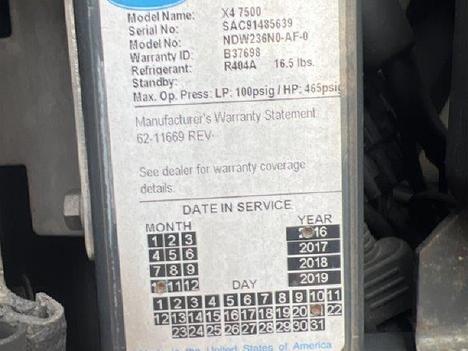 Model Name: X4 7500
Serial No: SAC91485639
Model No: NDW236N0-AF-0
Warranty ID: B37698
Refrigerant: R404A 16.5 lbs.
Standby:
Max. Op. Press: LP: 100psig / HP: 465psig
Manufacturer's Warranty Statement
62-11669 REV-
See dealer for warranty coverage
details.
DATE IN SERVICE
MONTH YEAR
1 2 3 16
4 5 6 2017
7 8 9 2018
11 12 DAY 2019
1 2 3 4 5 6 7 8 9 10 11
12 13 14 15 16 17 18 19 20 22
23 24 25 26 27 28 29 30 31
United States of America